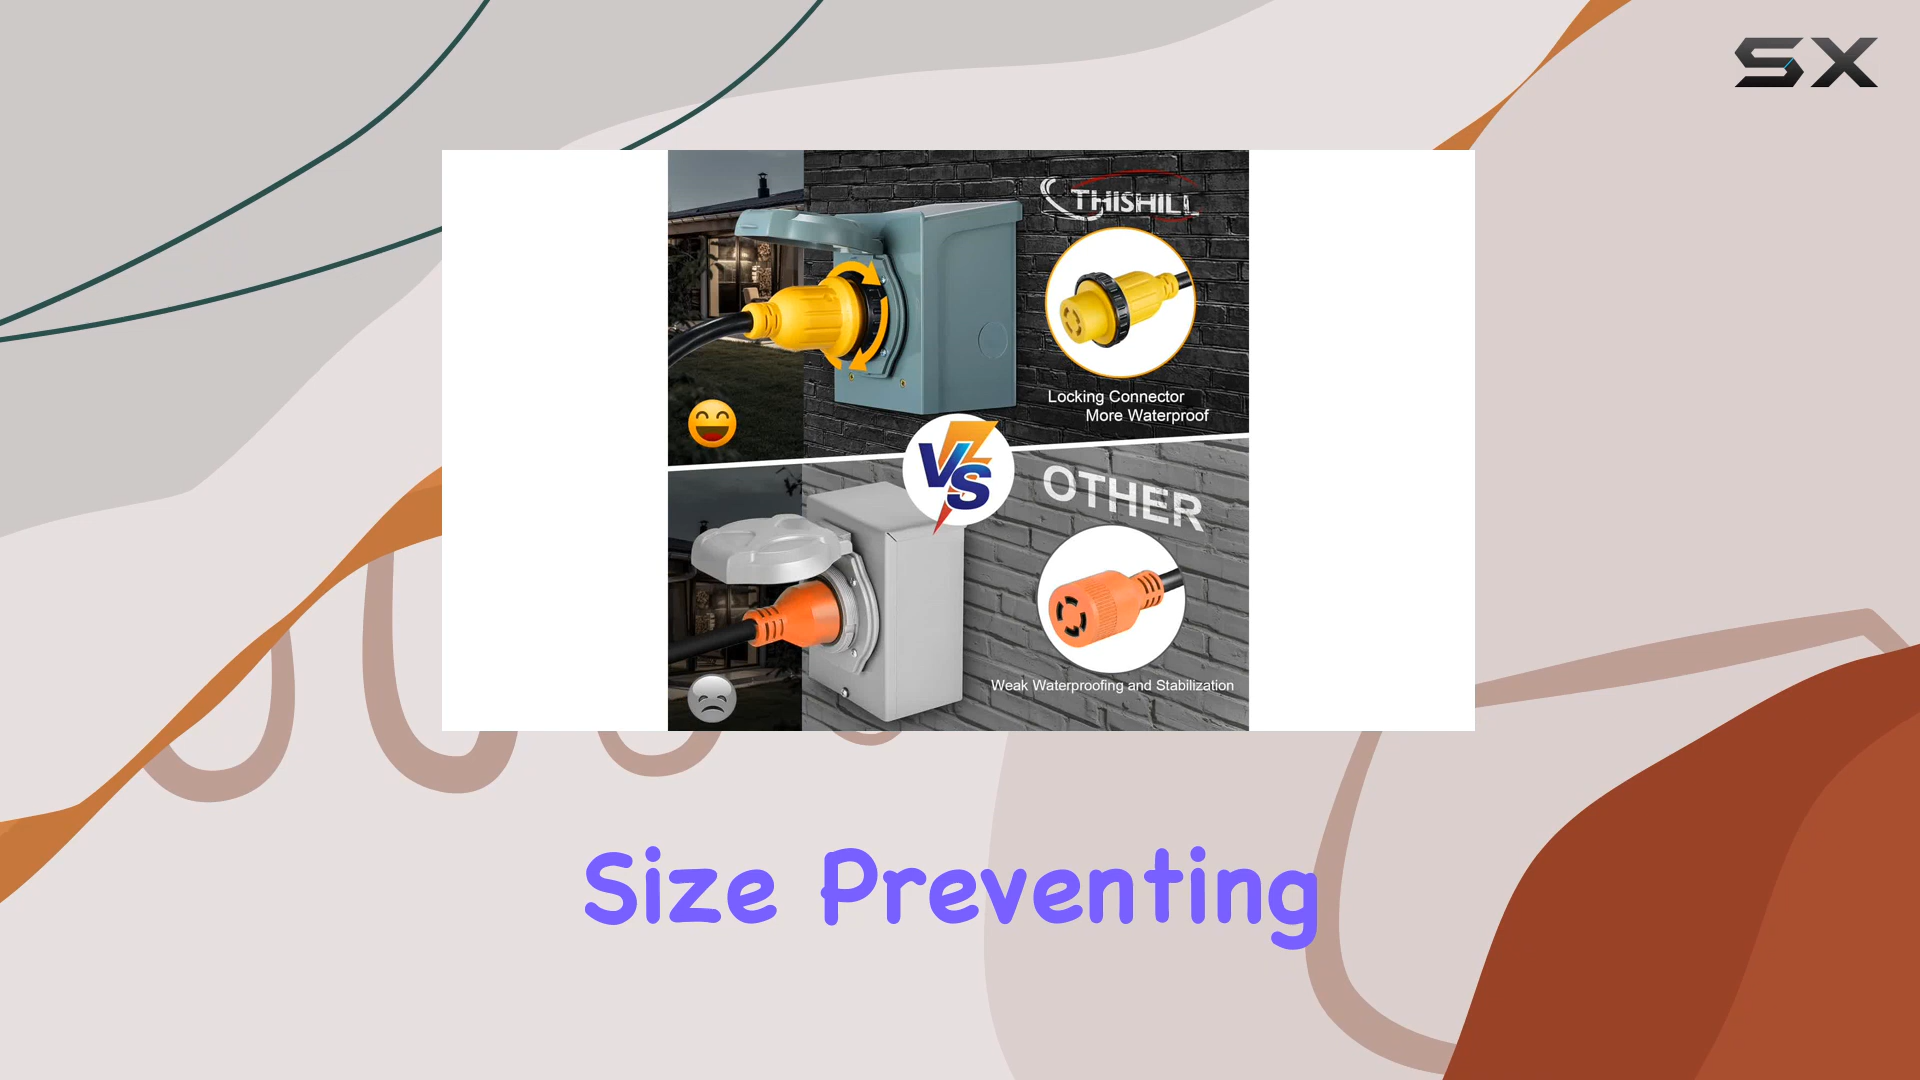 SX
THISHILL
Locking Connector
More Waterproof
VS
OTHER
Weak Waterproofing and Stabilization
Size Preventing